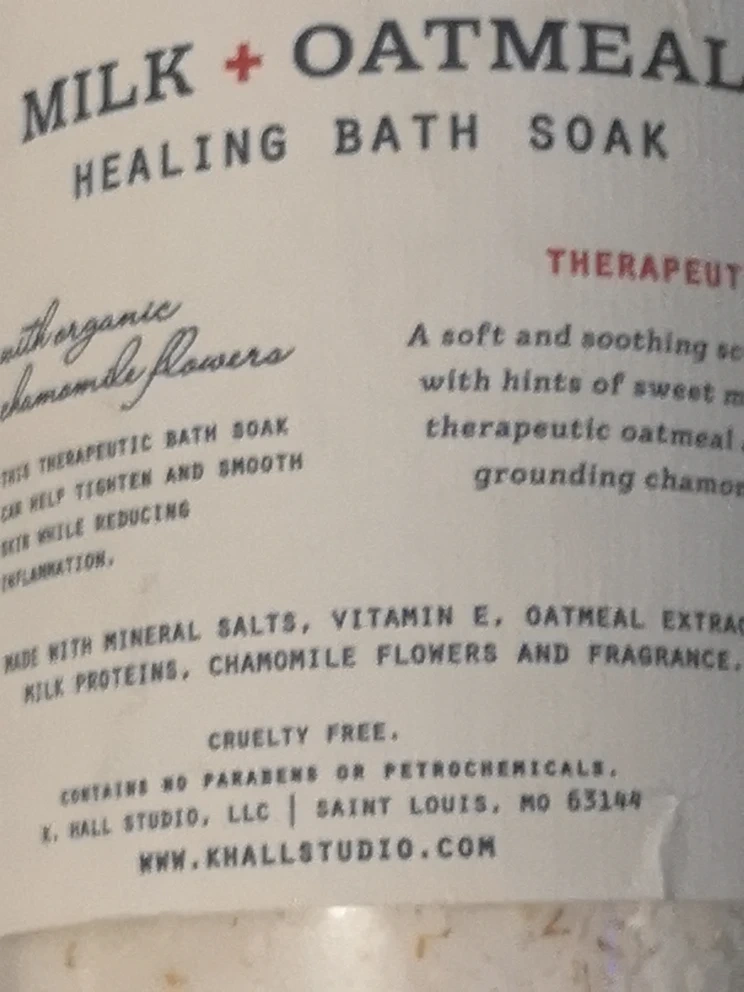 MILK + OATMEAL
HEALING BATH SOAK
THERAPEUT
with organic
chamomile flowers
A soft and soothing sc
with hints of sweet m
therapeutic oatmeal
grounding chamom
THIS THERAPEUTIC BATH SOAK
CAN HELP TIGHTEN AND SMOOTH
SKIN WHILE REDUCING
INFLAMMATION.
MADE WITH MINERAL SALTS, VITAMIN E, OATMEAL EXTRAC
MILK PROTEINS, CHAMOMILE FLOWERS AND FRAGRANCE.
CRUELTY FREE.
CONTAINS NO PARABENS OR PETROCHEMICALS.
K. HALL STUDIO, LLC | SAINT LOUIS, MO 63144
WWW.KHALLSTUDIO.COM